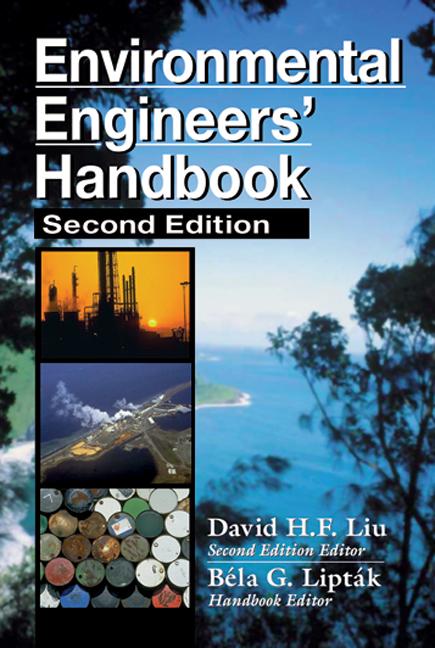 Environmental
Engineers’
Handbook
Second Edition
David H.F. Liu
Second Edition Editor
Béla G. Lipták
Handbook Editor